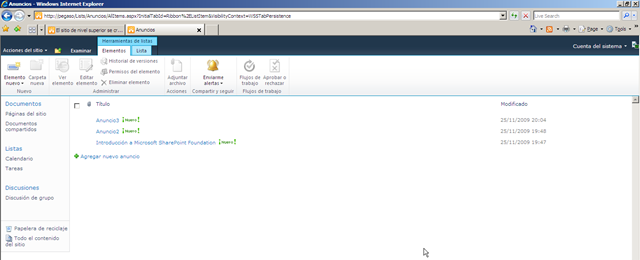 Anuncios - Windows Internet Explorer
http://pegaso/Lists/Anuncios/AllItems.aspx?InitialTabId=Ribbon%2EListItem&VisibilityContext=WSSTabPersistence
El sitio de nivel superior se cr... Anuncios Page Tools
Herramientas de listas
Acciones del sitio Examinar Elementos Lista Cuenta del sistema
Elemento nuevo Carpeta nueva Ver elemento Editar elemento Historial de versiones Permisos del elemento Eliminar elemento Adjuntar archivo Enviarme alertas Flujos de trabajo Aprobar o rechazar
Nuevo Administrar Acciones Compartir y seguir Flujos de trabajo
Documentos
Páginas del sitio
Documentos compartidos
Listas
Calendario
Tareas
Discusiones
Discusión de grupo
Papelera de reciclaje
Todo el contenido del sitio
Título Modificado
Anuncio3 ¡Nuevo! 25/11/2009 20:04
Anuncio2 ¡Nuevo! 25/11/2009 19:48
Introducción a Microsoft SharePoint Foundation ¡Nuevo! 25/11/2009 19:47
Agregar nuevo anuncio